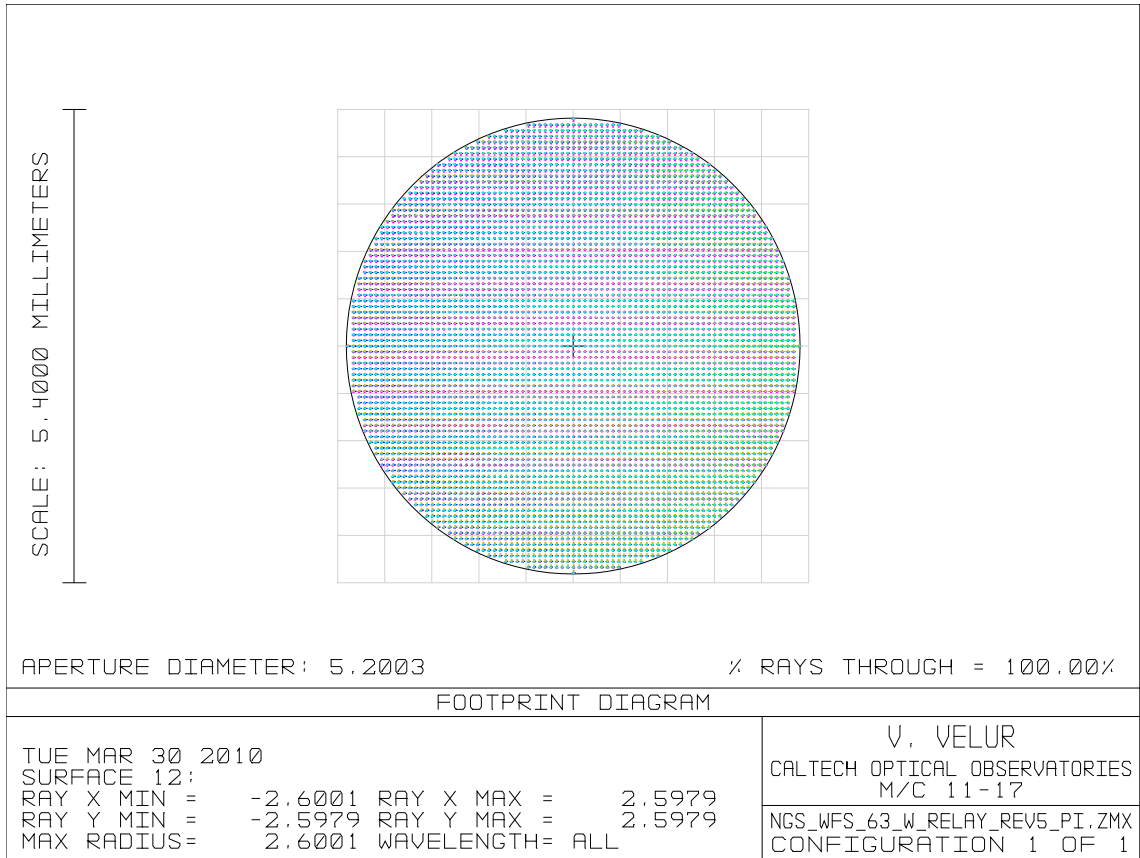 SCALE: 5.4000 MILLIMETERS
APERTURE DIAMETER: 5.2003
% RAYS THROUGH = 100.00%
FOOTPRINT DIAGRAM
TUE MAR 30 2010
SURFACE 12:
RAY X MIN = -2.6001 RAY X MAX = 2.5979
RAY Y MIN = -2.5979 RAY Y MAX = 2.5979
MAX RADIUS= 2.6001 WAVELENGTH= ALL
V. VELUR
CALTECH OPTICAL OBSERVATORIES
M/C 11-17
NGS_WFS_63_W_RELAY_REV5_PI.ZMX
CONFIGURATION 1 OF 1